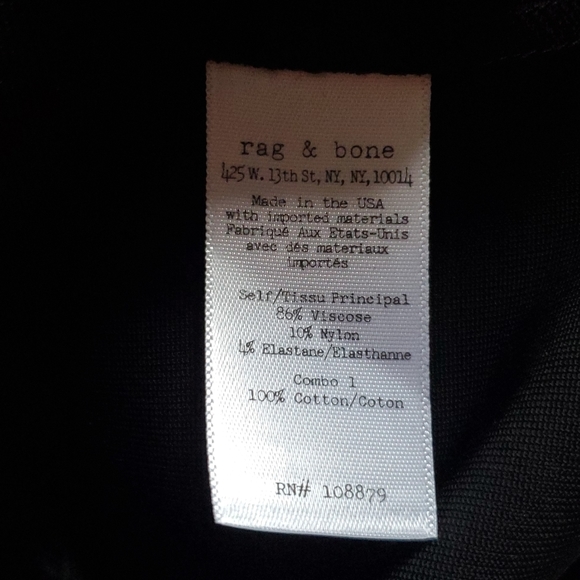 rag & bone
425 W. 13th St, NY, NY, 10014
Made in the USA
with imported materials
Fabriqué Aux Etats-Unis
avec dés materiaux
importés
Self/Tissu Principal
86% Viscose
10% Nylon
4% Elastane/Elasthanne
Combo 1
100% Cotton/Coton
RN# 108879